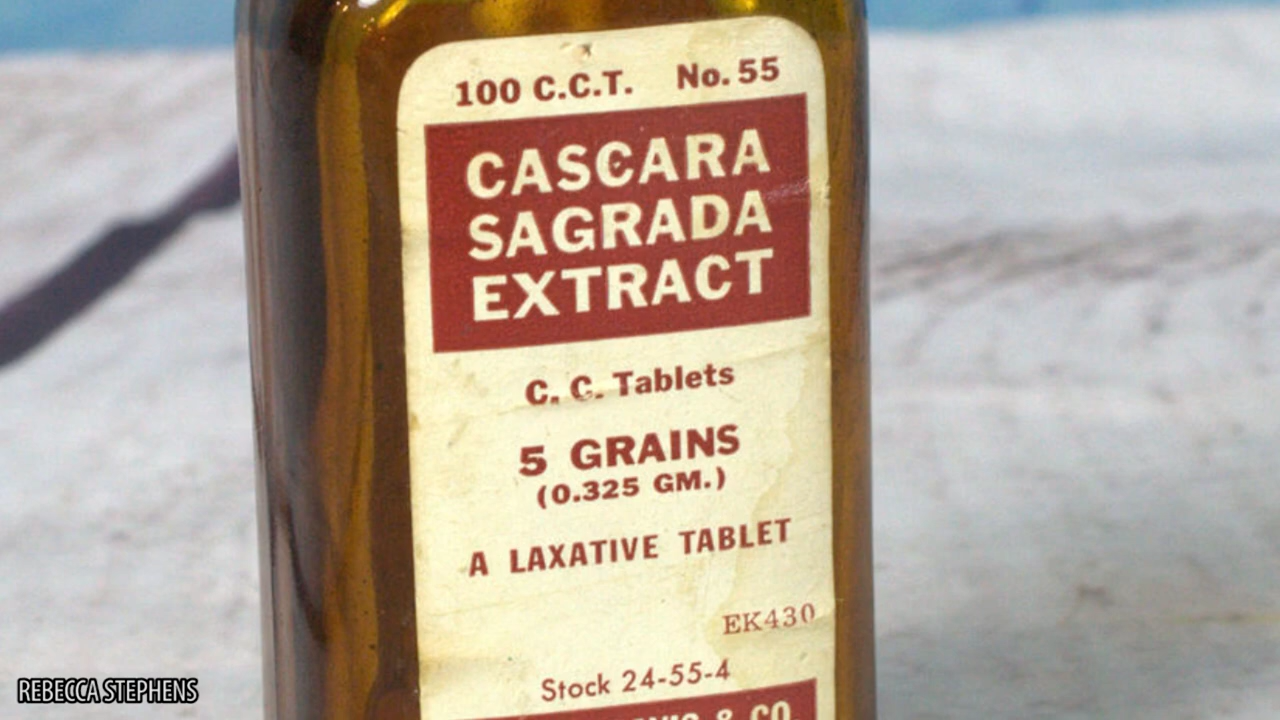 100 C.C.T. No. 55
CASCARA
SAGRADA
EXTRACT
C. C. Tablets
5 GRAINS
(0.325 GM.)
A LAXATIVE TABLET
EK430
Stock 24-55-4
& CO.
REBECCA STEPHENS